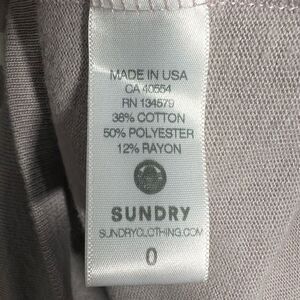 MADE IN USA
CA 40554
RN 134579
38% COTTON
50% POLYESTER
12% RAYON
SUNDRY
SUNDRYCLOTHING.COM
0